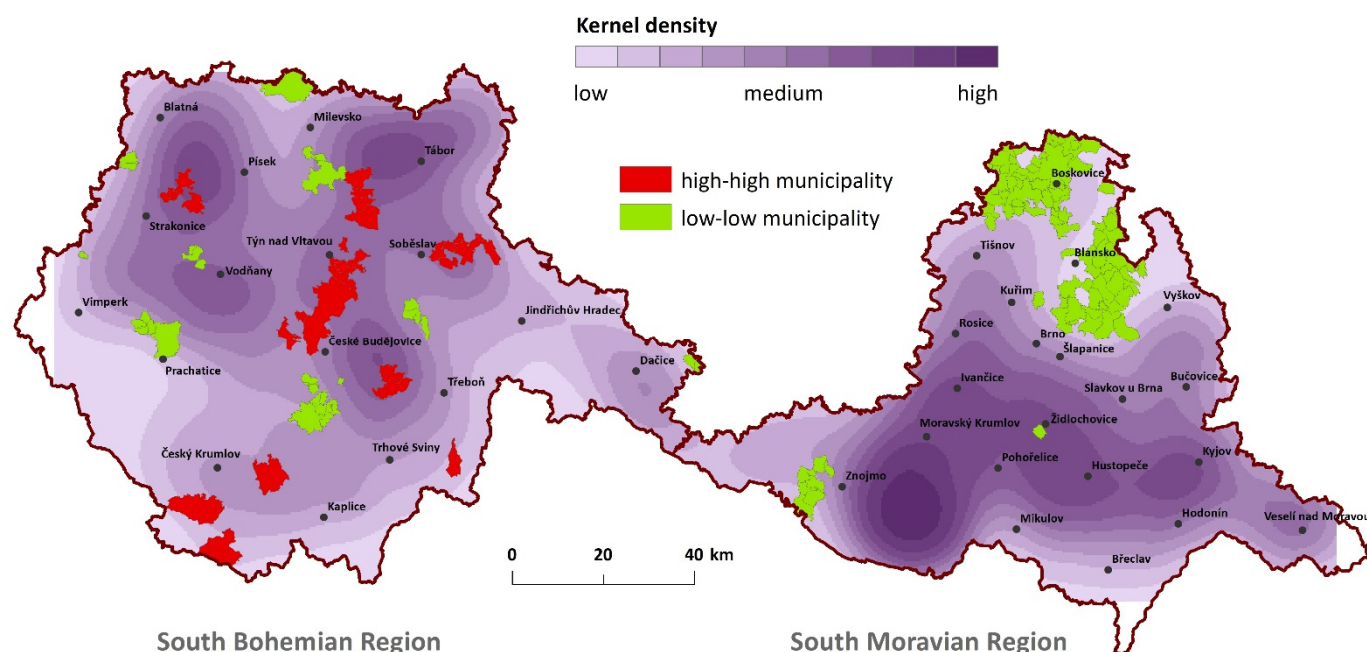 Kernel density
low medium high
high-high municipality
low-low municipality
Blatná
Milevsko
Tábor
Písek
Strakonice
Týn nad Vltavou
Soběslav
Vodňany
Vimperk
Jindřichův Hradec
České Budějovice
Prachatice
Dačice
Třeboň
Český Krumlov
Trhové Sviny
Kaplice
Boskovice
Tišnov
Blansko
Kuřim
Vyškov
Rosice
Brno
Šlapanice
Ivančice
Slavkov u Brna
Bučovice
Moravský Krumlov
Židlochovice
Znojmo
Pohořelice
Hustopeče
Kyjov
Mikulov
Hodonín
Veselí nad Moravou
Břeclav
0 20 40 km
South Bohemian Region
South Moravian Region